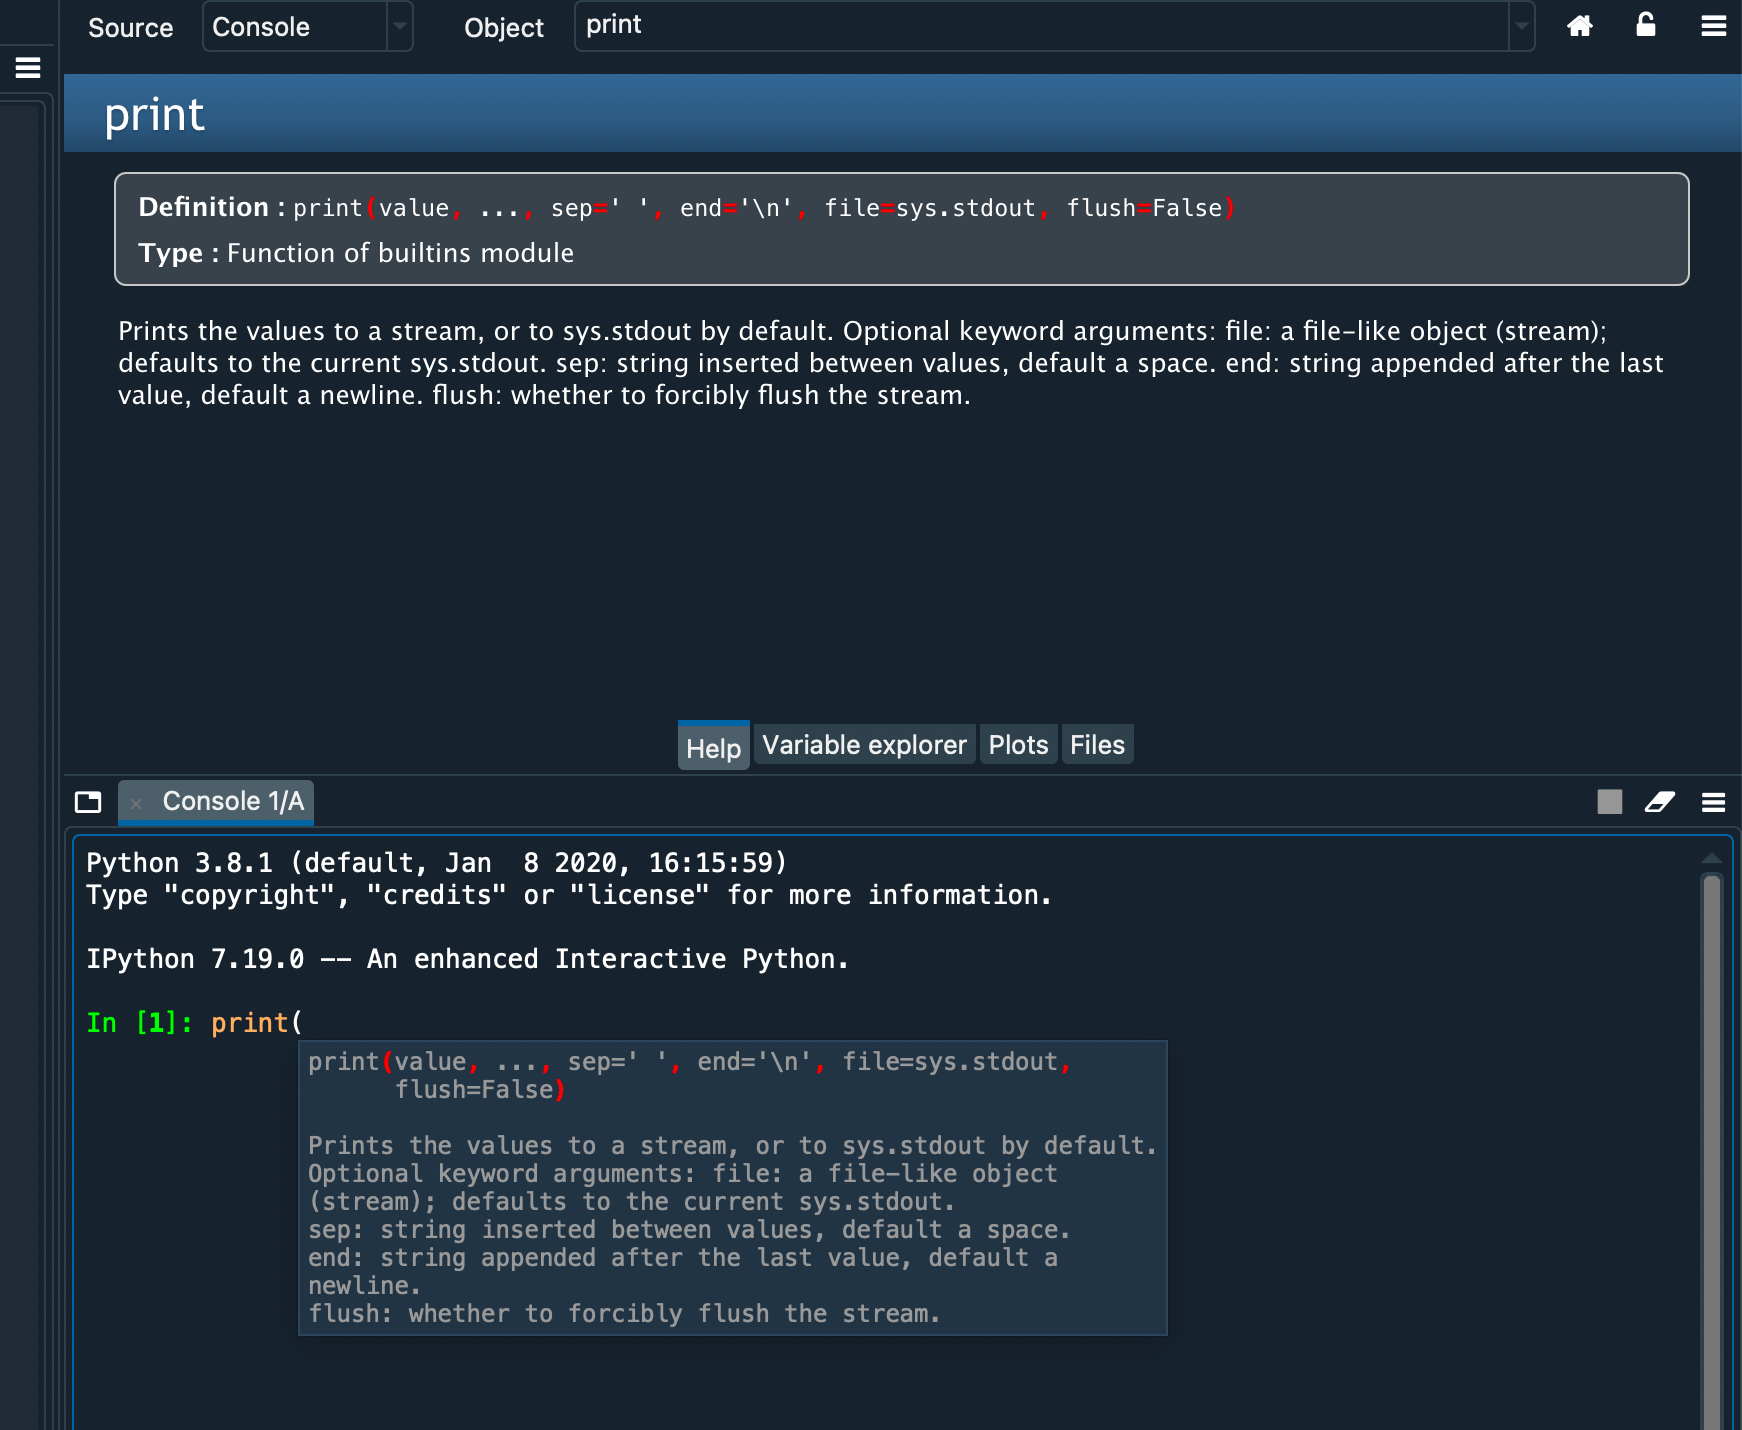 Source Console Object print
print
Definition : print(value, ..., sep=' ', end='\n', file=sys.stdout, flush=False)
Type : Function of builtins module
Prints the values to a stream, or to sys.stdout by default. Optional keyword arguments: file: a file-like object (stream);
defaults to the current sys.stdout. sep: string inserted between values, default a space. end: string appended after the last
value, default a newline. flush: whether to forcibly flush the stream.
Help Variable explorer Plots Files
Console 1/A
Python 3.8.1 (default, Jan  8 2020, 16:15:59)
Type "copyright", "credits" or "license" for more information.
IPython 7.19.0 -- An enhanced Interactive Python.
In [1]: print(
print(value, ..., sep=' ', end='\n', file=sys.stdout,
flush=False)
Prints the values to a stream, or to sys.stdout by default.
Optional keyword arguments: file: a file-like object
(stream); defaults to the current sys.stdout.
sep: string inserted between values, default a space.
end: string appended after the last value, default a
newline.
flush: whether to forcibly flush the stream.